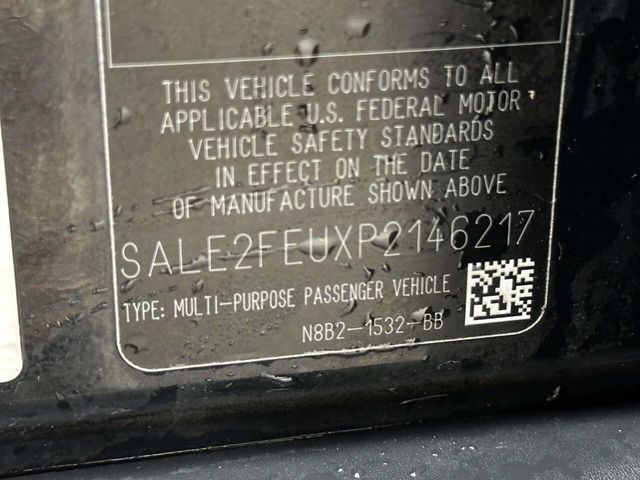 THIS VEHICLE CONFORMS TO ALL
APPLICABLE U.S. FEDERAL MOTOR
VEHICLE SAFETY STANDARDS
IN EFFECT ON THE DATE
OF MANUFACTURE SHOWN ABOVE
SALE2FEUXP2146217
TYPE: MULTI-PURPOSE PASSENGER VEHICLE
N8B2-1532-BB